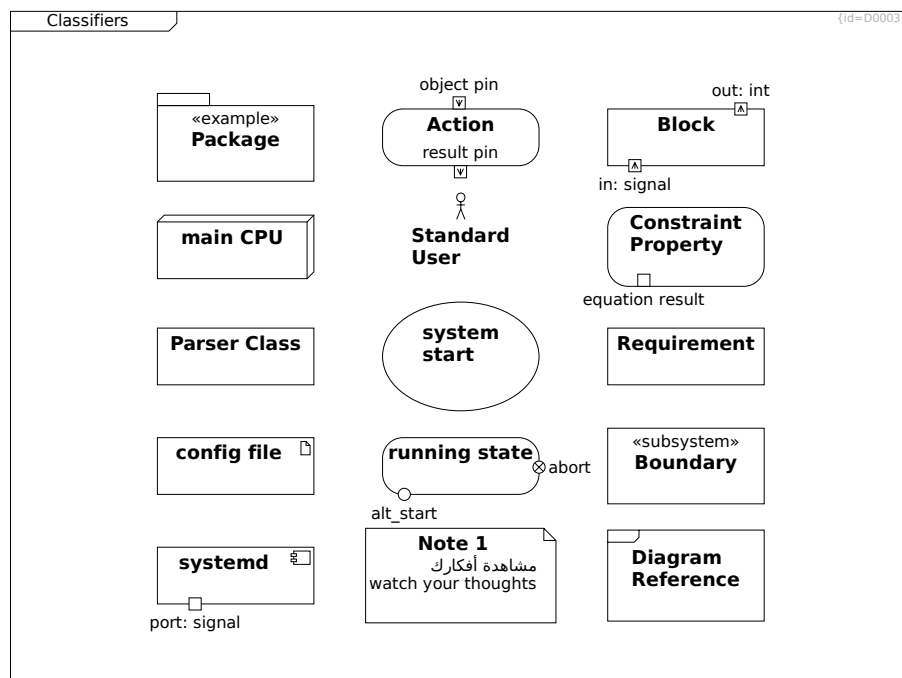 Classifiers
{id=D0003
object pin
out: int
«example»
Package
Action
result pin
Block
in: signal
main CPU
Standard
User
Constraint
Property
equation result
Parser Class
system
start
Requirement
config file
running state
abort
alt_start
«subsystem»
Boundary
systemd
port: signal
Note 1
مشاهدة أفكارك
watch your thoughts
Diagram
Reference